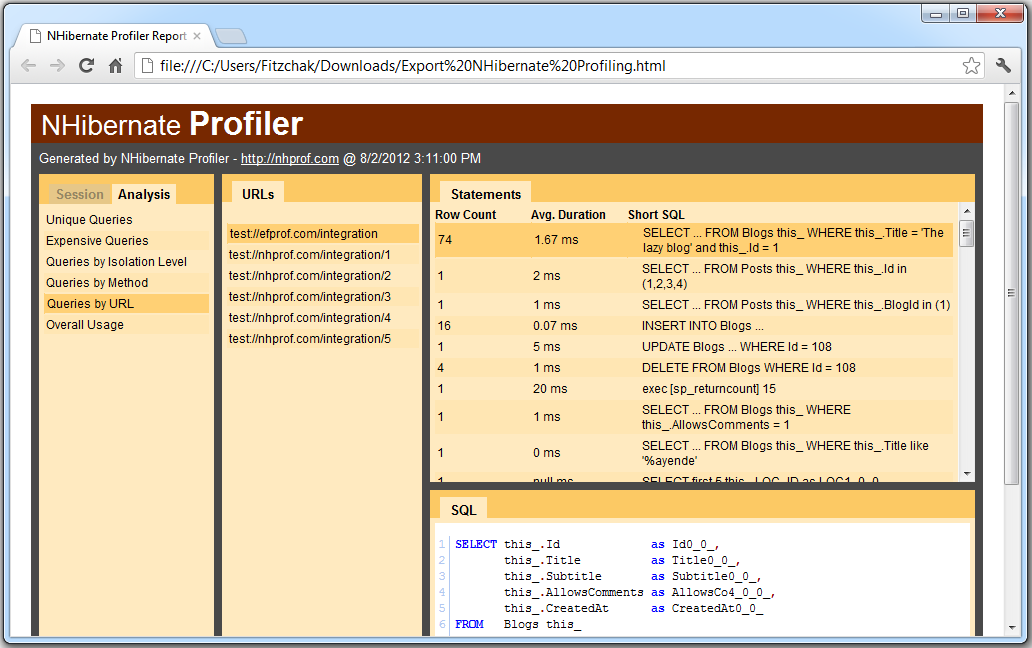 NHibernate Profiler Report
file:///C:/Users/Fitzchak/Downloads/Export%20NHibernate%20Profiling.html
NHibernate Profiler
Generated by NHibernate Profiler - http://nhprof.com @ 8/2/2012 3:11:00 PM
Session Analysis
Unique Queries
Expensive Queries
Queries by Isolation Level
Queries by Method
Queries by URL
Overall Usage
URLs
test://efprof.com/integration
test://nhprof.com/integration/1
test://nhprof.com/integration/2
test://nhprof.com/integration/3
test://nhprof.com/integration/4
test://nhprof.com/integration/5
Statements
Row Count Avg. Duration Short SQL
74 1.67 ms SELECT ... FROM Blogs this_ WHERE this_.Title = 'The
lazy blog' and this_.Id = 1
1 2 ms SELECT ... FROM Posts this_ WHERE this_.Id in
(1,2,3,4)
1 1 ms SELECT ... FROM Posts this_ WHERE this_.BlogId in (1)
16 0.07 ms INSERT INTO Blogs ...
1 5 ms UPDATE Blogs ... WHERE Id = 108
4 1 ms DELETE FROM Blogs WHERE Id = 108
1 20 ms exec [sp_returncount] 15
1 1 ms SELECT ... FROM Blogs this_ WHERE
this_.AllowsComments = 1
1 0 ms SELECT ... FROM Blogs this_ WHERE this_.Title like
'%ayende'
1 null ms SELECT first 5 this_.LOC_ID as LOC1_0_0_
SQL
1 SELECT this_.Id as Id0_0_,
2 this_.Title as Title0_0_,
3 this_.Subtitle as Subtitle0_0_,
4 this_.AllowsComments as AllowsCo4_0_0_,
5 this_.CreatedAt as CreatedAt0_0_
6 FROM Blogs this_